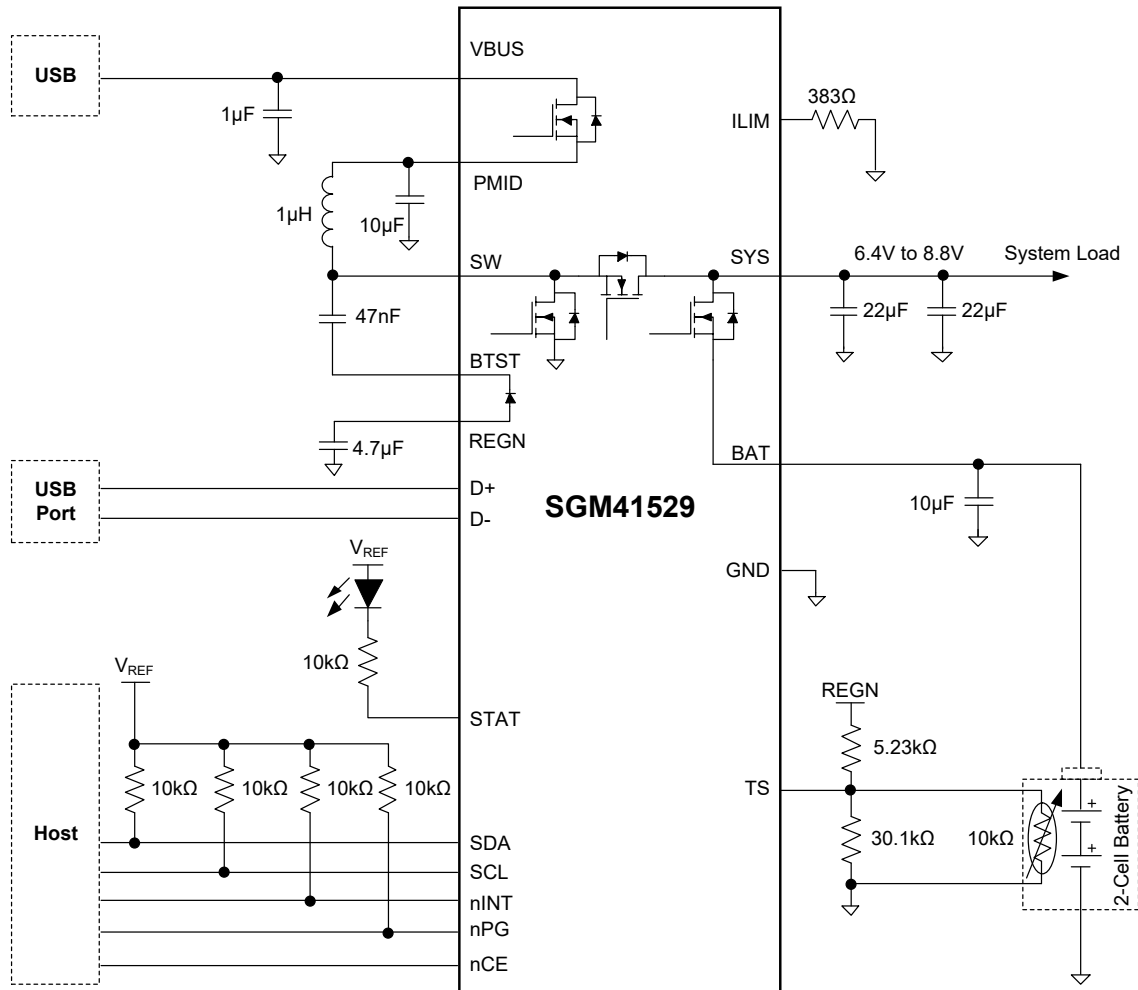 VBUS
USB
1µF
383Ω
ILIM
PMID
1µH
10µF
SW
SYS
6.4V to 8.8V
System Load
47nF
22µF
22µF
BTST
4.7µF
REGN
BAT
USB
Port
D+
D-
SGM41529
10µF
VREF
GND
10kΩ
VREF
STAT
REGN
5.23kΩ
10kΩ
10kΩ
10kΩ
10kΩ
TS
Host
30.1kΩ
10kΩ
+
+
2-Cell Battery
SDA
SCL
nINT
nPG
nCE